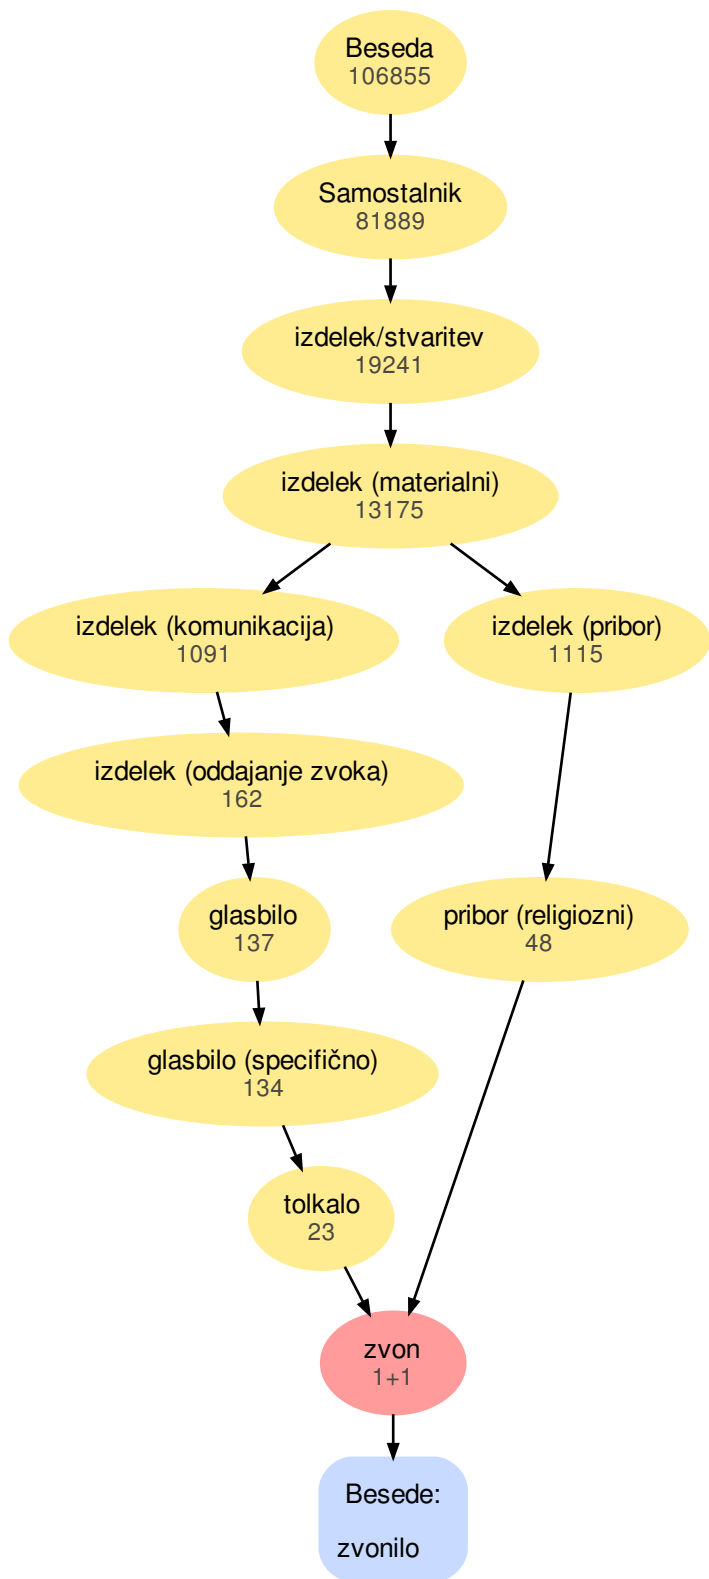 Beseda
106855
Samostalnik
81889
izdelek/stvaritev
19241
izdelek (materialni)
13175
izdelek (komunikacija)
1091
izdelek (pribor)
1115
izdelek (oddajanje zvoka)
162
glasbilo
137
pribor (religiozni)
48
glasbilo (specifično)
134
tolkalo
23
zvon
1+1
Besede:
zvonilo